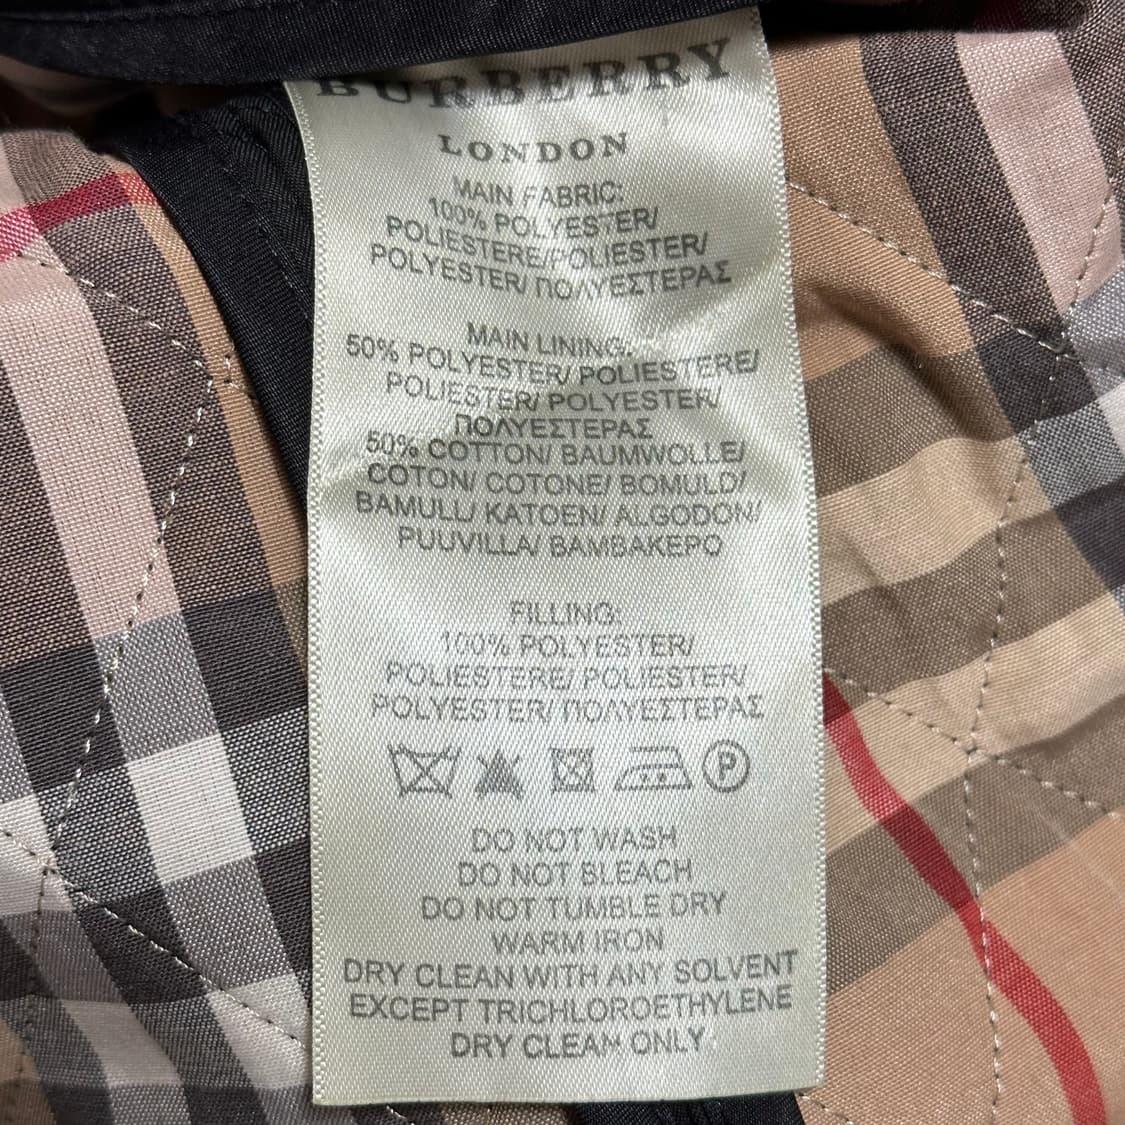 BURBERRY
LONDON
MAIN FABRIC:
100% POLYESTER/
POLIESTERE/POLIESTER/
POLYESTER/ ΠΟΛΥΕΣΤΕΡΑΣ
MAIN LINING:
50% POLYESTER/ POLIESTERE/
POLIESTER/ POLYESTER/
ΠΟΛΥΕΣΤΕΡΑΣ
50% COTTON/ BAUMWOLLE/
COTON/ COTONE/ BOMULD/
BAMULL/ KATOEN/ ALGODON/
PUUVILLA/ BAMBAKEPO
FILLING:
100% POLYESTER/
POLIESTERE/ POLIESTER/
POLYESTER/ ΠΟΛΥΕΣΤΕΡΑΣ
P
DO NOT WASH
DO NOT BLEACH
DO NOT TUMBLE DRY
WARM IRON
DRY CLEAN WITH ANY SOLVENT
EXCEPT TRICHLOROETHYLENE
DRY CLEAN ONLY